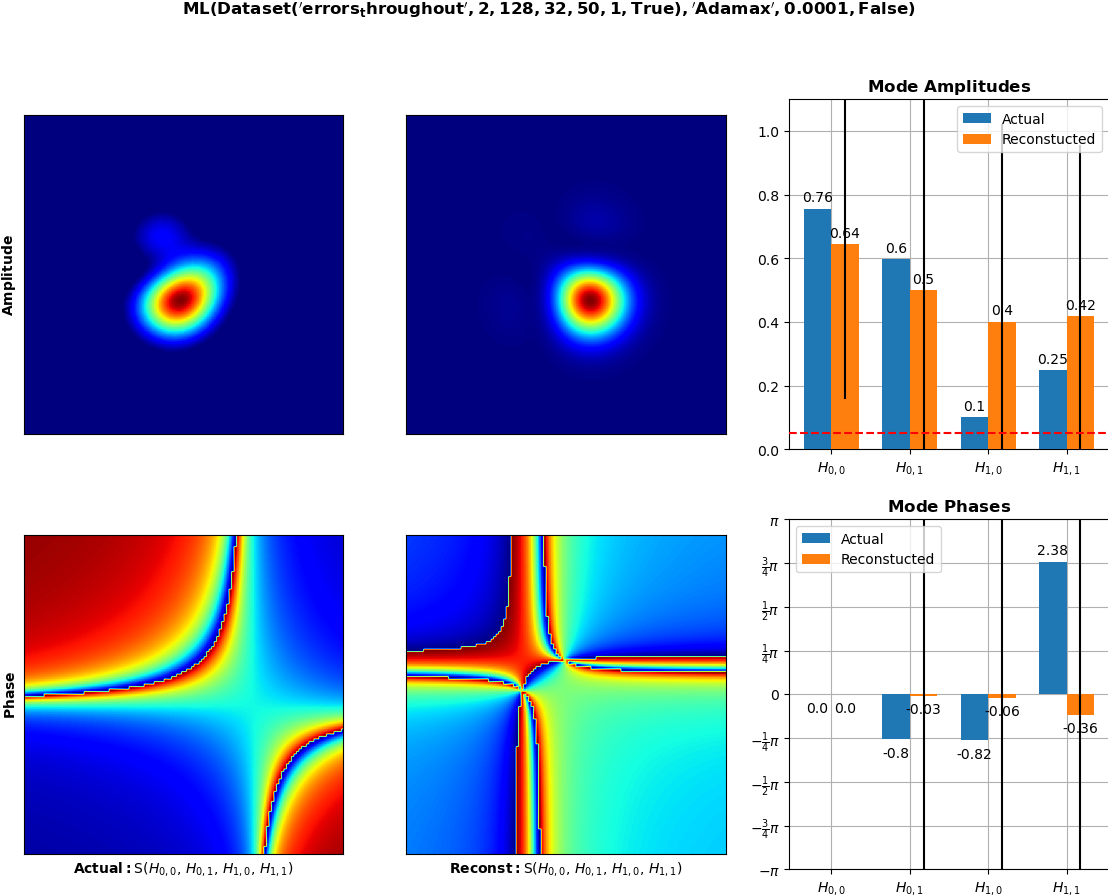 ML(Dataset('errors_throughout', 2, 128, 32, 50, 1, True), 'Adamax', 0.0001, False)
Mode Amplitudes
Amplitude
Actual
Reconstucted
1.0
0.8
0.6
0.4
0.2
0.0
0.76
0.64
0.6
0.5
0.1
0.4
0.25
0.42
H0,0
H0,1
H1,0
H1,1
Mode Phases
Phase
Actual
Reconstucted
π
3/4π
1/2π
1/4π
0
−1/4π
−1/2π
−3/4π
−π
0.0
0.0
-0.8
-0.03
-0.82
-0.06
2.38
-0.36
H0,0
H0,1
H1,0
H1,1
Actual: S(H0,0, H0,1, H1,0, H1,1)
Reconst: S(H0,0, H0,1, H1,0, H1,1)